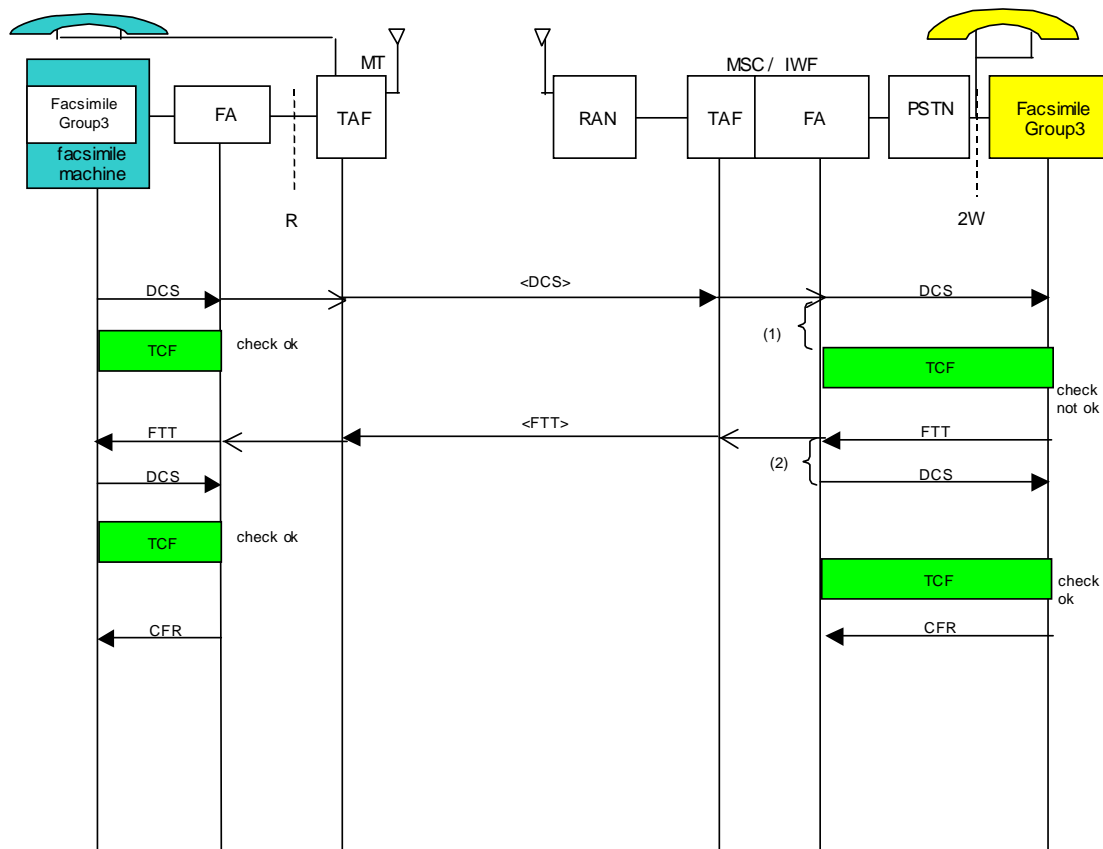 MT
MSC / IWF
Facsimile
Group3
facsimile
machine
FA
TAF
RAN
TAF
FA
PSTN
Facsimile
Group3
R
2W
DCS
<DCS>
DCS
(1)
TCF
check ok
TCF
check
not ok
FTT
<FTT>
FTT
(2)
DCS
DCS
TCF
check ok
TCF
check
ok
CFR
CFR